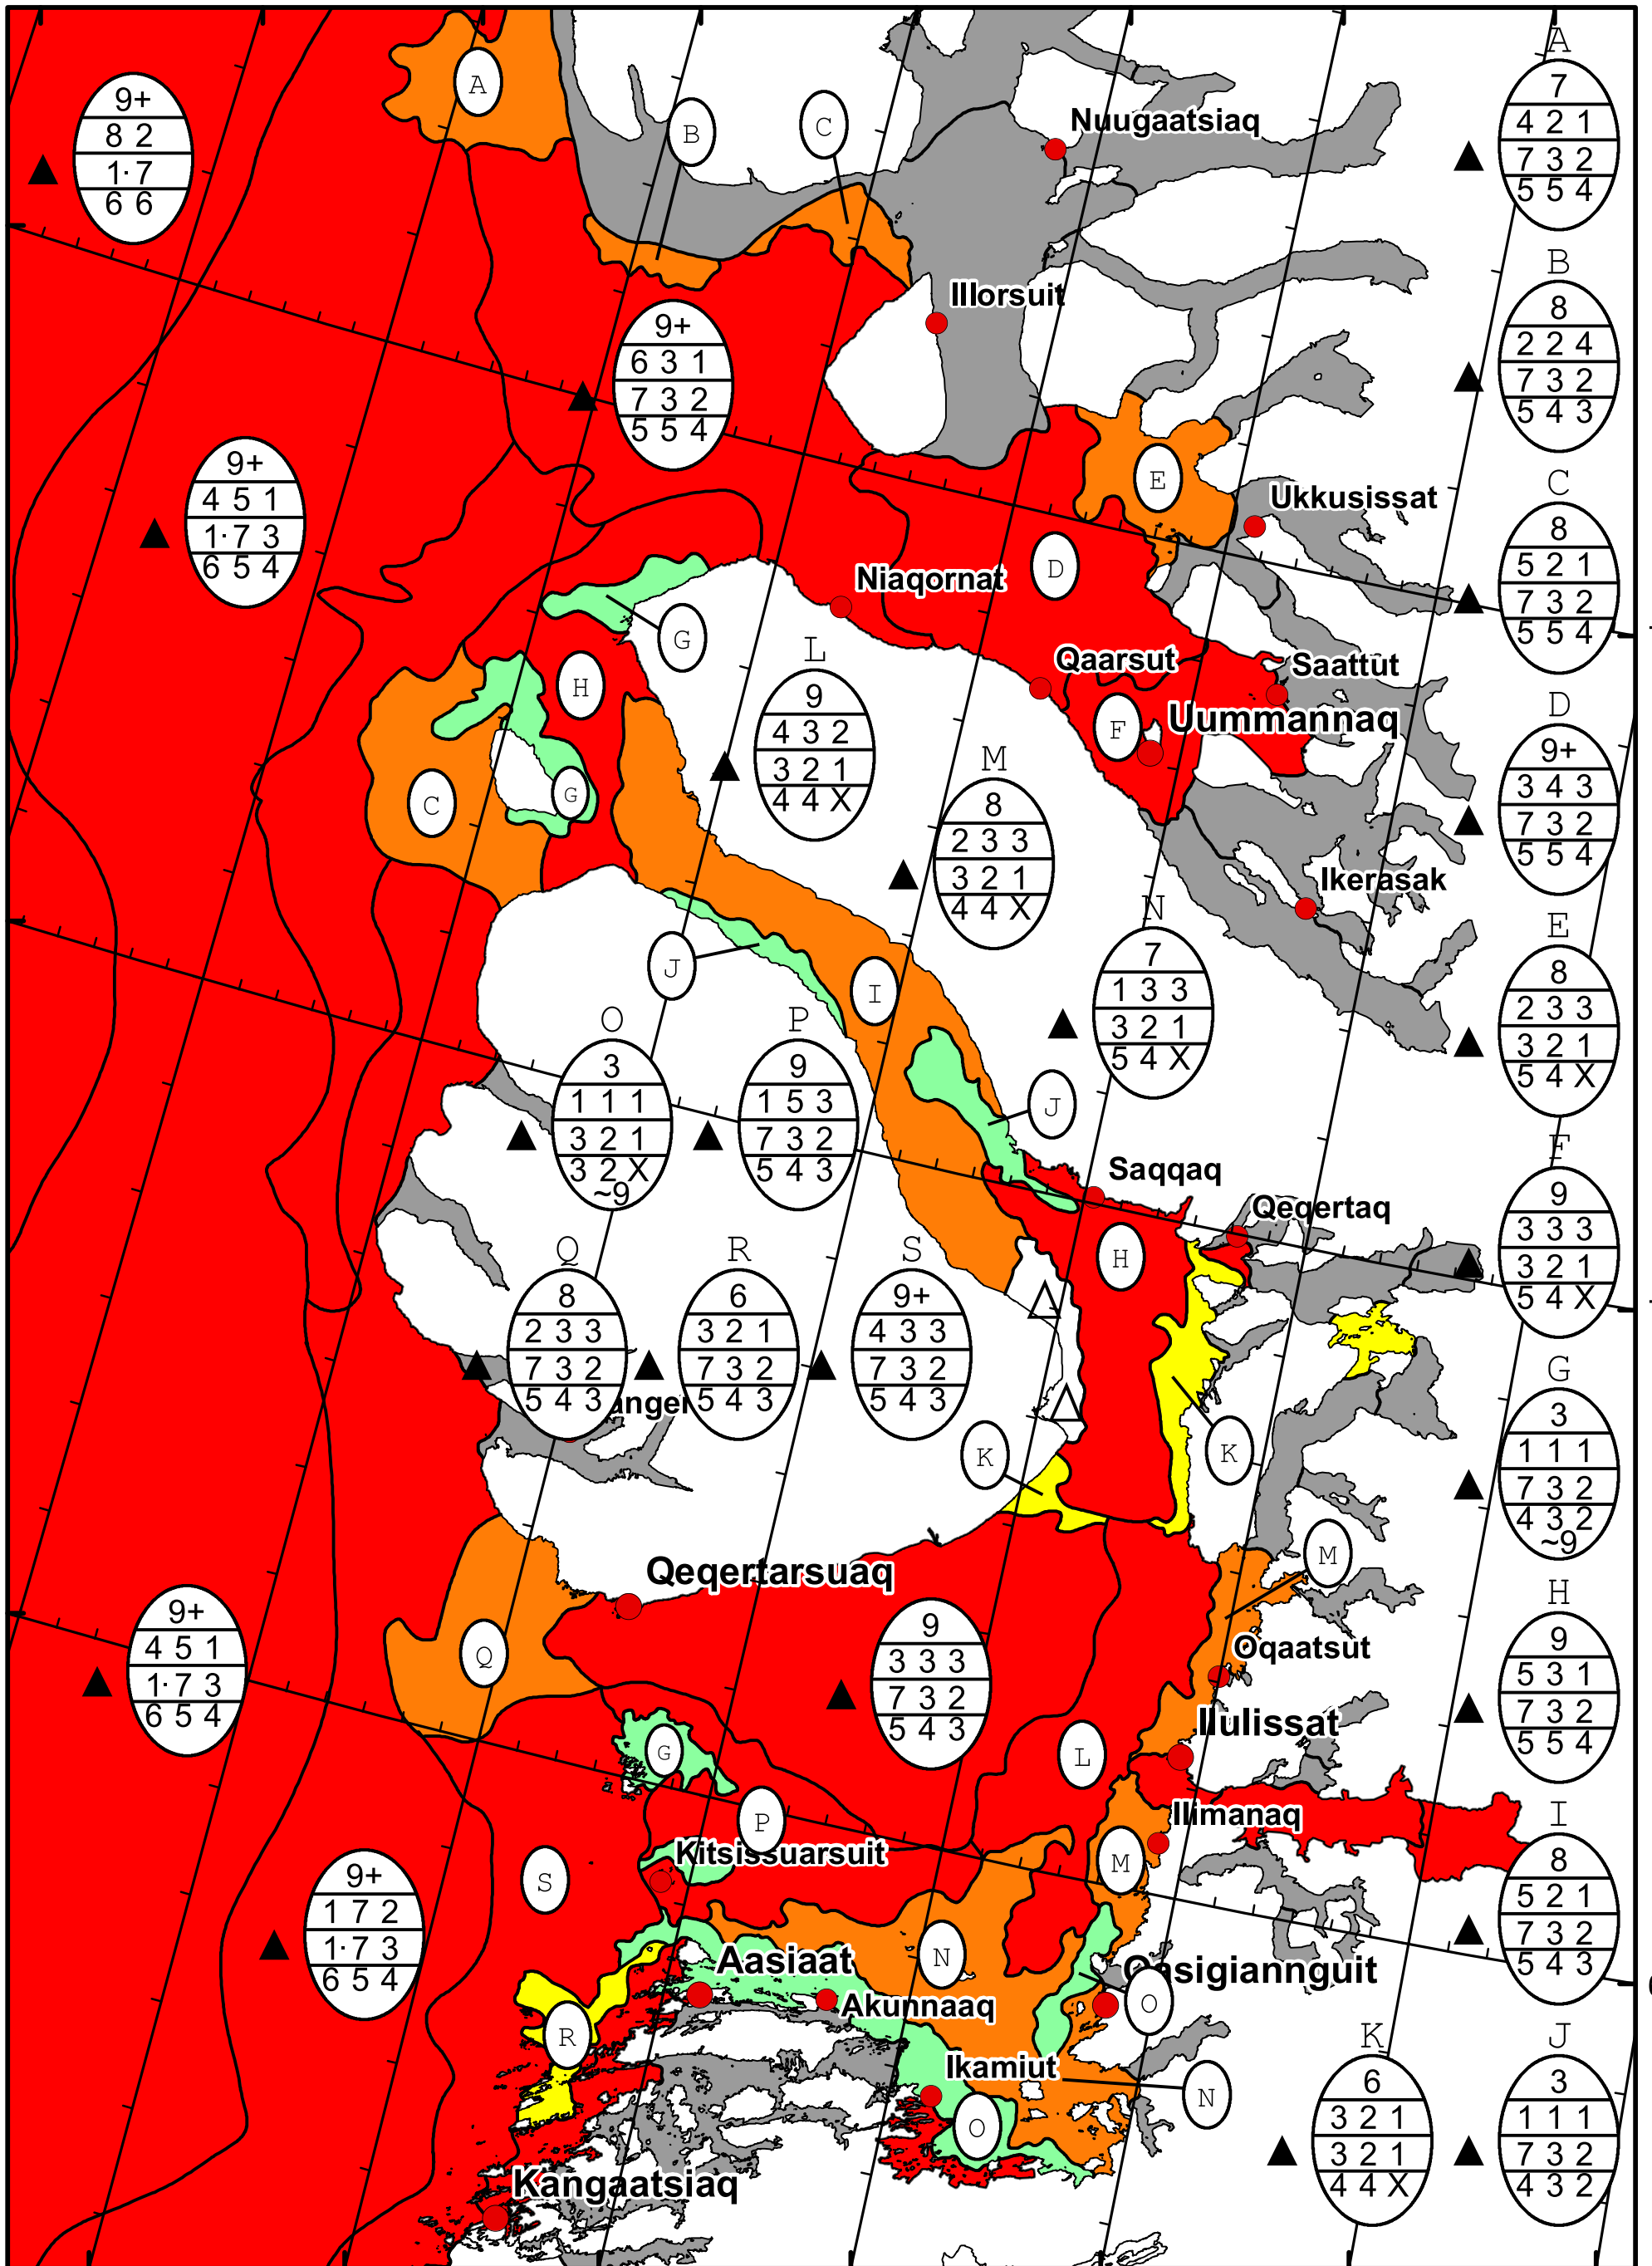 A
9+
8 2
1· 7
6 6
A
B
C
Nuugaatsiaq
7
4 2 1
7 3 2
5 5 4
B
8
2 2 4
7 3 2
5 4 3
Illorsuit
9+
6 3 1
7 3 2
5 5 4
9+
4 5 1
1· 7 3
6 5 4
E
Ukkusissat
C
8
5 2 1
7 3 2
5 5 4
Niaqornat
D
G
L
9
4 3 2
3 2 1
4 4 X
H
Qaarsut
Saattut
F
Uummannaq
D
9+
3 4 3
7 3 2
5 5 4
C
G
M
8
2 3 3
3 2 1
4 4 X
Ikerasak
J
I
N
7
1 3 3
3 2 1
5 4 X
E
8
2 3 3
3 2 1
5 4 X
O
3
1 1 1
3 2 1
3 2 X
~9
P
9
1 5 3
7 3 2
5 4 3
J
Saqqaq
Qeqertaq
H
F
9
3 3 3
3 2 1
5 4 X
Q
8
2 3 3
7 3 2
5 4 3
R
6
3 2 1
7 3 2
5 4 3
S
9+
4 3 3
7 3 2
5 4 3
K
K
G
3
1 1 1
7 3 2
4 3 2
~9
M
Qeqertarsuaq
9+
4 5 1
1· 7 3
6 5 4
Q
9
3 3 3
7 3 2
5 4 3
Oqaatsut
H
9
5 3 1
7 3 2
5 5 4
Ilulissat
G
L
P
Ilimanaq
M
Kitsissuarsuit
S
9+
1 7 2
1· 7 3
6 5 4
I
8
5 2 1
7 3 2
5 4 3
Aasiaat
N
Qasigiannguit
Akunnaaq
O
R
Ikamiut
N
O
K
6
3 2 1
3 2 1
4 4 X
J
3
1 1 1
7 3 2
4 3 2
Kangaatsiaq